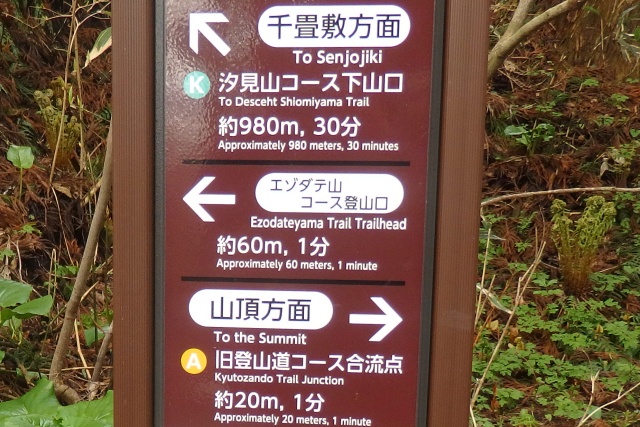 千畳敷方面
To Senjojiki
K 汐見山コース下山口
To Descent Shiomiyama Trail
約980m, 30分
Approximately 980 meters, 30 minutes
エゾダテ山
コース登山口
Ezodateyama Trail Trailhead
約60m, 1分
Approximately 60 meters, 1 minute
山頂方面
To the Summit
A 旧登山道コース合流点
Kyutozando Trail Junction
約20m, 1分
Approximately 20 meters, 1 minute